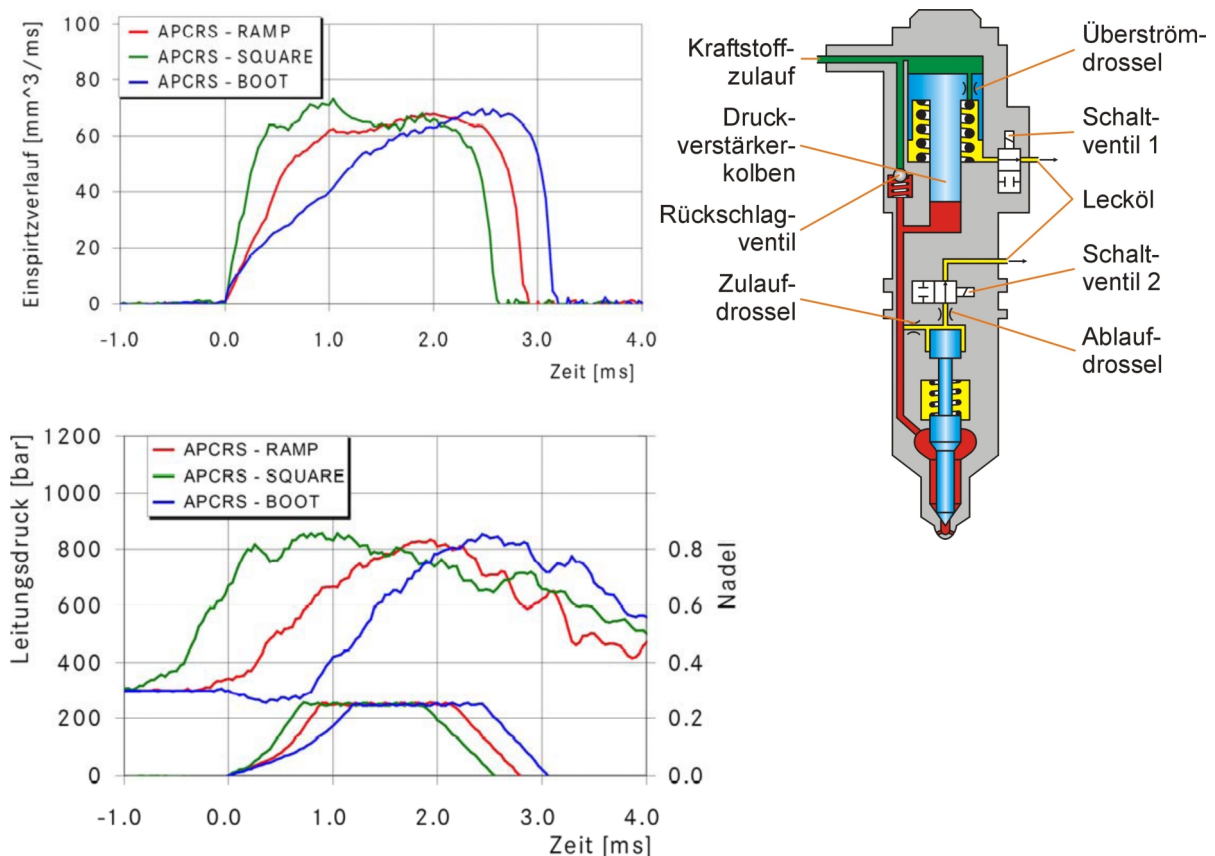 Einspirtzverlauf [mm^3/ms]
100
80
60
40
20
0
APCRS - RAMP
APCRS - SQUARE
APCRS - BOOT
-1.0 0.0 1.0 2.0 3.0 4.0
Zeit [ms]
Kraftstoff-
zulauf
Druck-
verstärker-
kolben
Rückschlag-
ventil
Zulauf-
drossel
Überström-
drossel
Schalt-
ventil 1
Lecköl
Schalt-
ventil 2
Ablauf-
drossel
Leitungsdruck [bar]
1200
1000
800
600
400
200
0
APCRS - RAMP
APCRS - SQUARE
APCRS - BOOT
0.8
0.6
0.4
0.2
0.0
Nadel
-1.0 0.0 1.0 2.0 3.0 4.0
Zeit [ms]